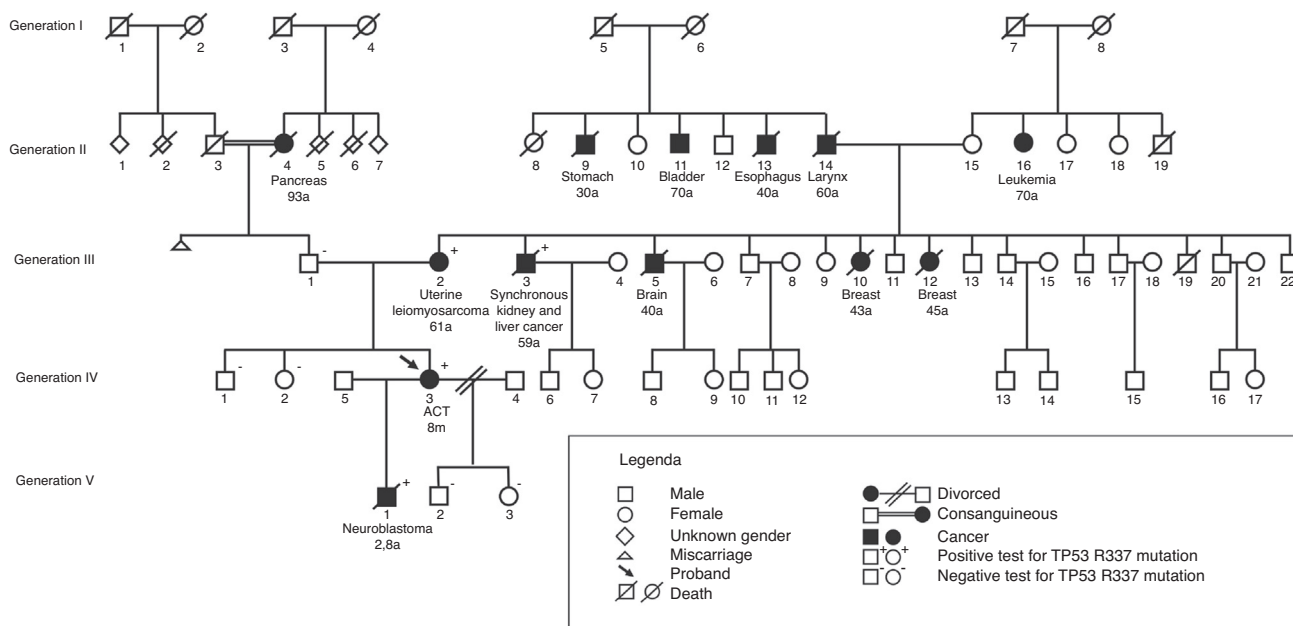 Generation I
1 2 3 4 5 6 7 8
Generation II
1 2 3 4 5 6 7 8 9 10 11 12 13 14 15 16 17 18 19
Pancreas
93a
Stomach
30a
Bladder
70a
Esophagus
40a
Larynx
60a
Leukemia
70a
Generation III
- + +
1 2 3 4 5 6 7 8 9 10 11 12 13 14 15 16 17 18 19 20 21 22
Uterine
leiomyosarcoma
61a
Synchronous
kidney and
liver cancer
59a
Brain
40a
Breast
43a
Breast
45a
Generation IV
- - +
1 2 5 3 4 6 7 8 9 10 11 12 13 14 15 16 17
ACT
8m
Generation V
+ - -
1 2 3
Neuroblastoma
2,8a
Legenda
Male
Female
Unknown gender
Miscarriage
Proband
Death
Divorced
Consanguineous
Cancer
+ + Positive test for TP53 R337 mutation
- - Negative test for TP53 R337 mutation